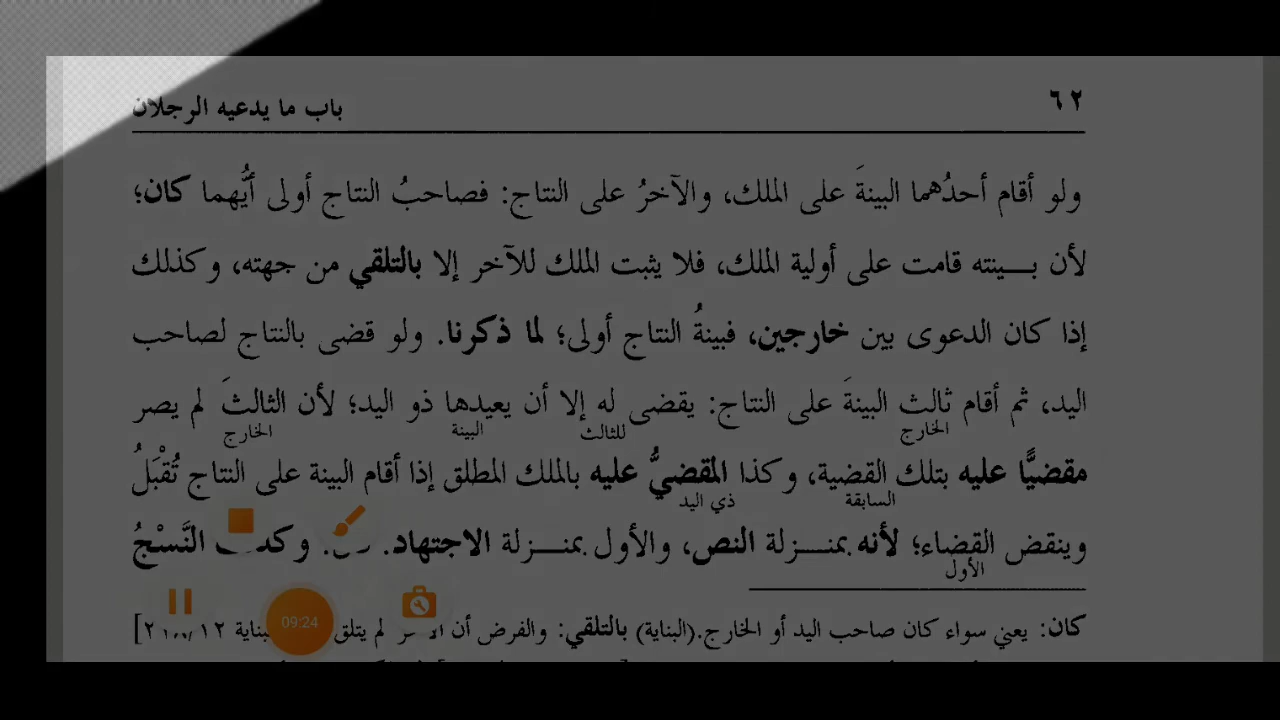 ٦٢
باب ما يدعيه الرجلان
ولو أقام أحدُهما البينةَ على الملك، والآخرُ على النتاج: فصاحبُ النتاج أولى أيُّهما كان؛
لأن بينته قامت على أولية الملك، فلا يثبت الملك للآخر إلا بالتلقي من جهته، وكذلك
إذا كان الدعوى بين خارجين، فبينةُ النتاج أولى؛ لما ذكرنا. ولو قضى بالنتاج لصاحب
اليد، ثم أقام ثالث البينةَ على النتاج: يقضى له إلا أن يعيدها ذو اليد؛ لأن الثالثَ لم يصر
الخارج للثالث البينة الخارج
مقضيًّا عليه بتلك القضية، وكذا المقضيُّ عليه بالملك المطلق إذا أقام البينة على النتاج تُقْبَلُ
السابقة ذي اليد
وينقض القضاء؛ لأنه بمنزلة النص، والأول بمنزلة الاجتهاد. النَّسْجُ
الأول
09:24
كان: يعني سواء كان صاحب اليد أو الخارج.(البناية) بالتلقي: والفرض أن لم يتلق